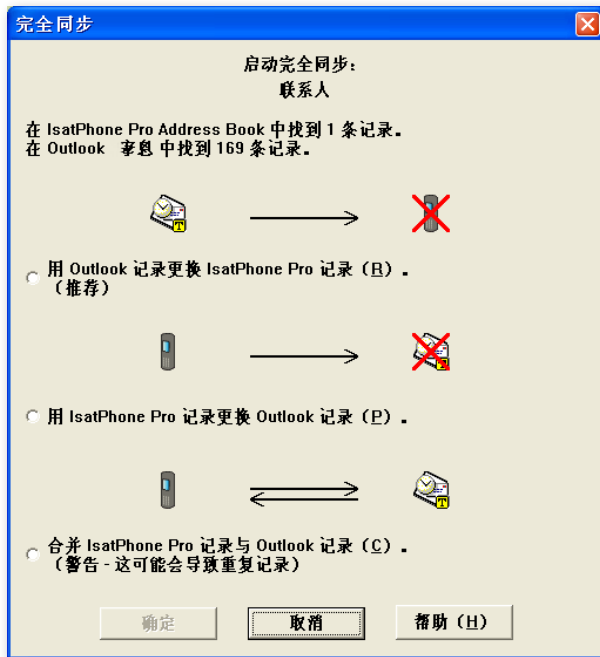 完全同步
启动完全同步:
联系人
在 IsatPhone Pro Address Book 中找到 1 条记录。
在 Outlook 中找到 169 条记录。
用 Outlook 记录更换 IsatPhone Pro 记录(R)。
(推荐)
用 IsatPhone Pro 记录更换 Outlook 记录(P)。
合并 IsatPhone Pro 记录与 Outlook 记录(C)。
(警告 - 这可能会导致重复记录)
确定
取消
帮助(H)